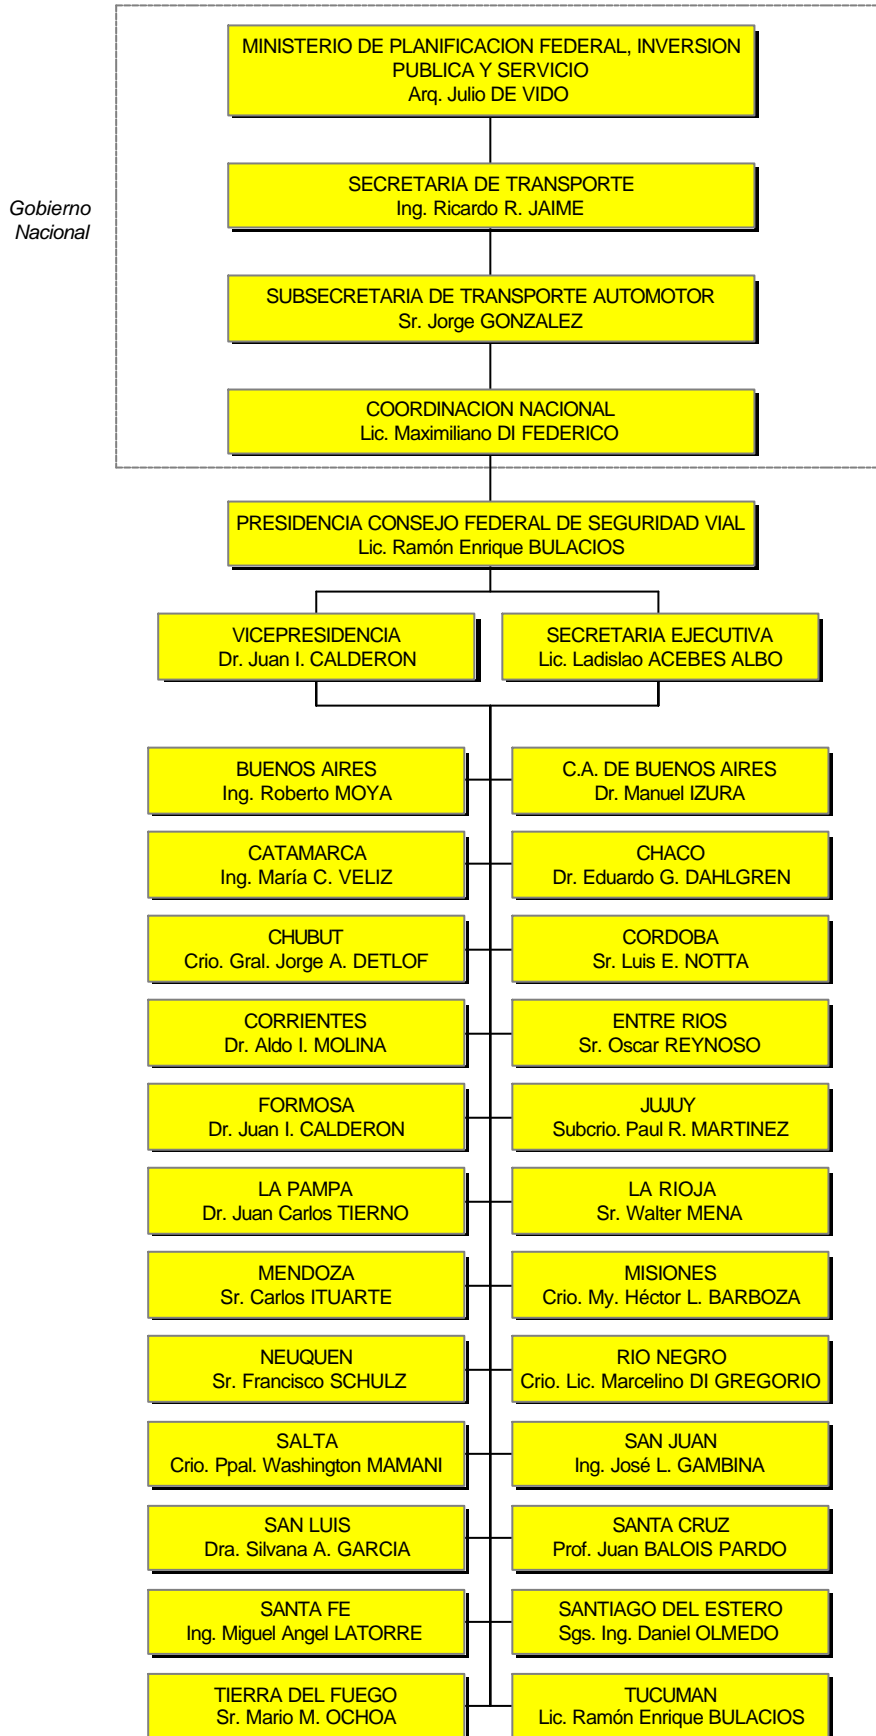 MINISTERIO DE PLANIFICACION FEDERAL, INVERSION
PUBLICA Y SERVICIO
Arq. Julio DE VIDO
SECRETARIA DE TRANSPORTE
Ing. Ricardo R. JAIME
Gobierno
Nacional
SUBSECRETARIA DE TRANSPORTE AUTOMOTOR
Sr. Jorge GONZALEZ
COORDINACION NACIONAL
Lic. Maximiliano DI FEDERICO
PRESIDENCIA CONSEJO FEDERAL DE SEGURIDAD VIAL
Lic. Ramón Enrique BULACIOS
VICEPRESIDENCIA
Dr. Juan I. CALDERON
SECRETARIA EJECUTIVA
Lic. Ladislao ACEBES ALBO
BUENOS AIRES
Ing. Roberto MOYA
C.A. DE BUENOS AIRES
Dr. Manuel IZURA
CATAMARCA
Ing. María C. VELIZ
CHACO
Dr. Eduardo G. DAHLGREN
CHUBUT
Crio. Gral. Jorge A. DETLOF
CORDOBA
Sr. Luis E. NOTTA
CORRIENTES
Dr. Aldo I. MOLINA
ENTRE RIOS
Sr. Oscar REYNOSO
FORMOSA
Dr. Juan I. CALDERON
JUJUY
Subcrio. Paul R. MARTINEZ
LA PAMPA
Dr. Juan Carlos TIERNO
LA RIOJA
Sr. Walter MENA
MENDOZA
Sr. Carlos ITUARTE
MISIONES
Crio. My. Héctor L. BARBOZA
NEUQUEN
Sr. Francisco SCHULZ
RIO NEGRO
Crio. Lic. Marcelino DI GREGORIO
SALTA
Crio. Ppal. Washington MAMANI
SAN JUAN
Ing. José L. GAMBINA
SAN LUIS
Dra. Silvana A. GARCIA
SANTA CRUZ
Prof. Juan BALOIS PARDO
SANTA FE
Ing. Miguel Angel LATORRE
SANTIAGO DEL ESTERO
Sgs. Ing. Daniel OLMEDO
TIERRA DEL FUEGO
Sr. Mario M. OCHOA
TUCUMAN
Lic. Ramón Enrique BULACIOS